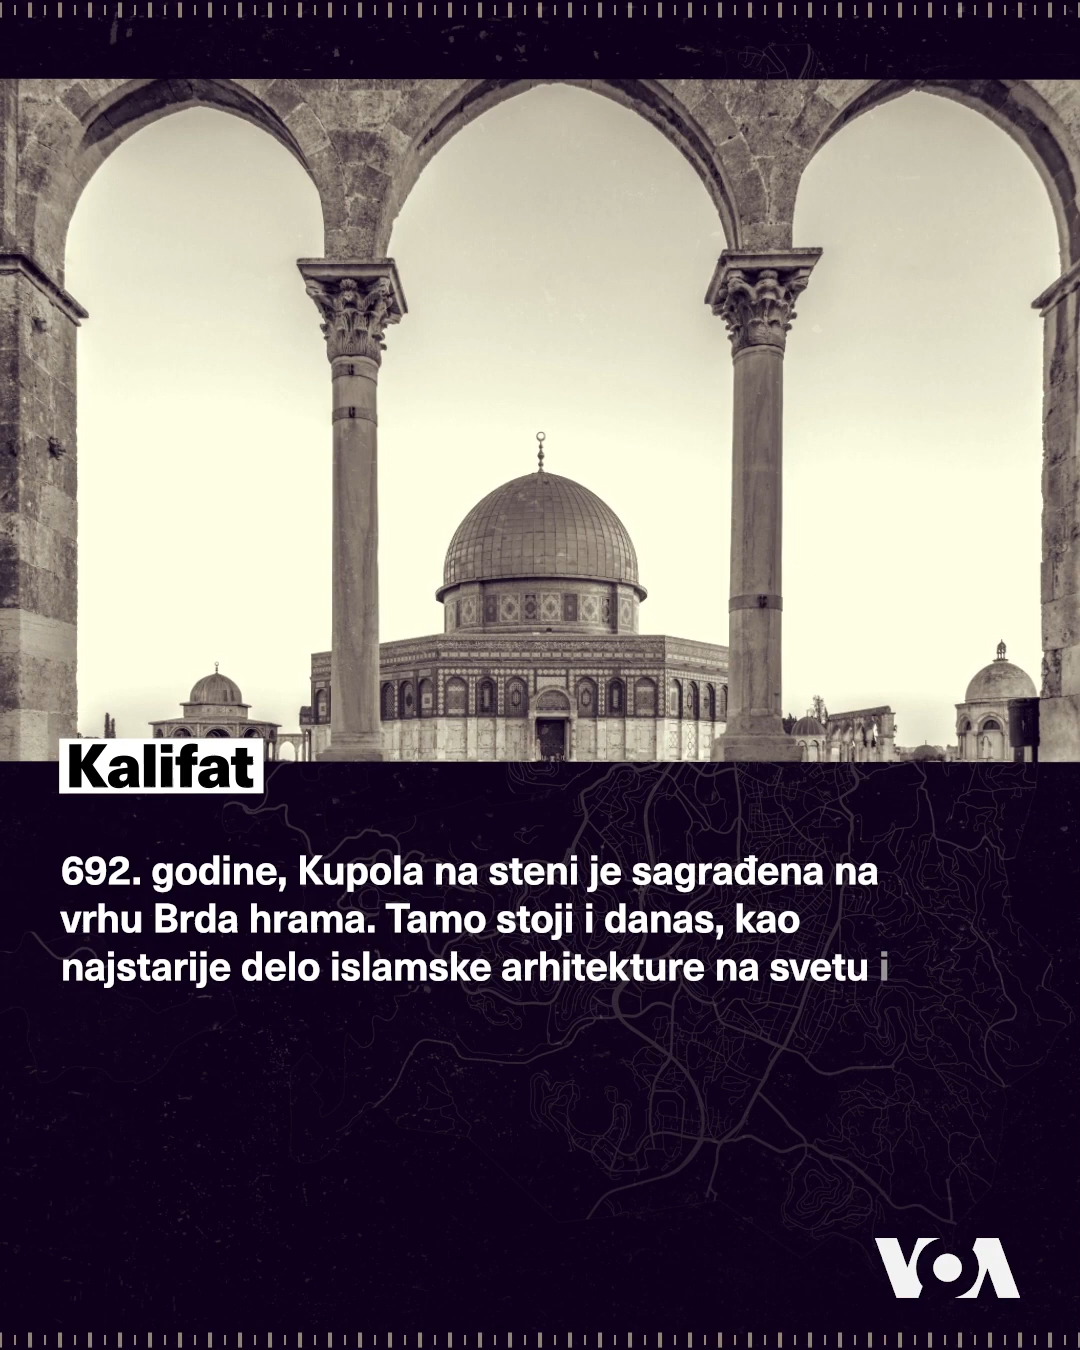 Kalifat
692. godine, Kupola na steni je sagrađena na
vrhu Brda hrama. Tamo stoji i danas, kao
najstarije delo islamske arhitekture na svetu i
VOA